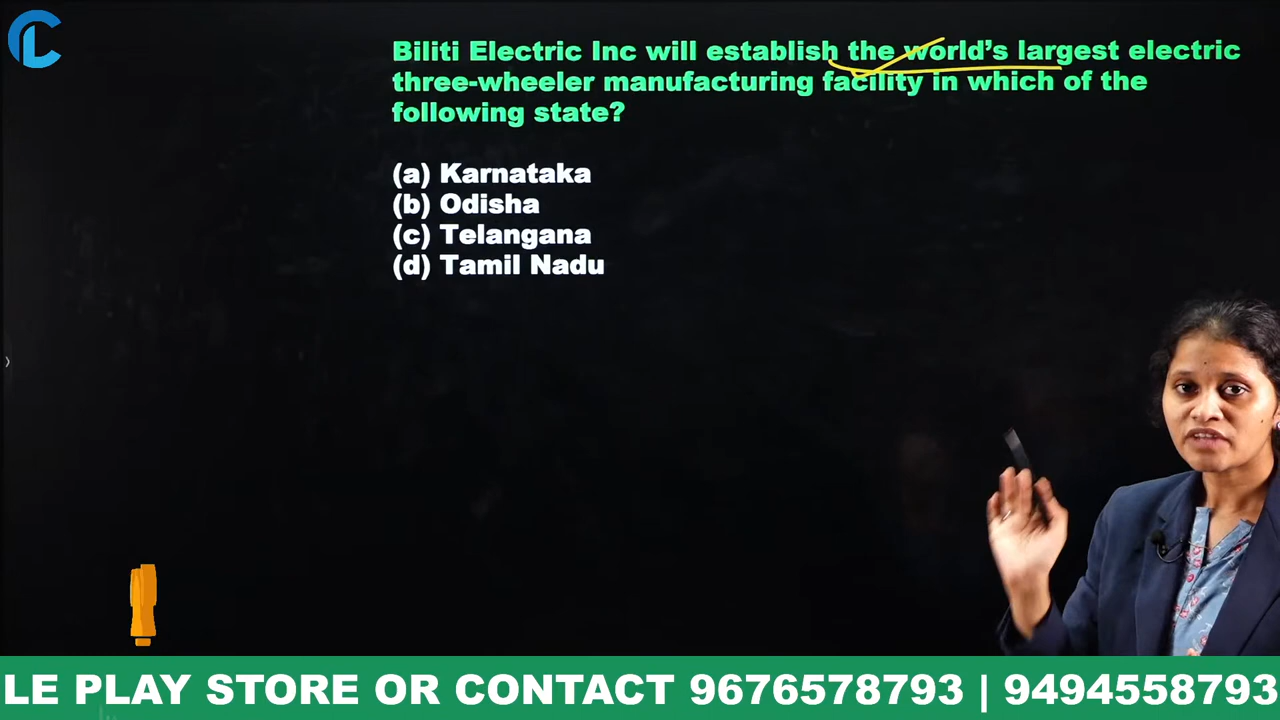 Biliti Electric Inc will establish the world's largest electric
three-wheeler manufacturing facility in which of the
following state?
(a) Karnataka
(b) Odisha
(c) Telangana
(d) Tamil Nadu
LE PLAY STORE OR CONTACT 9676578793 | 9494558793